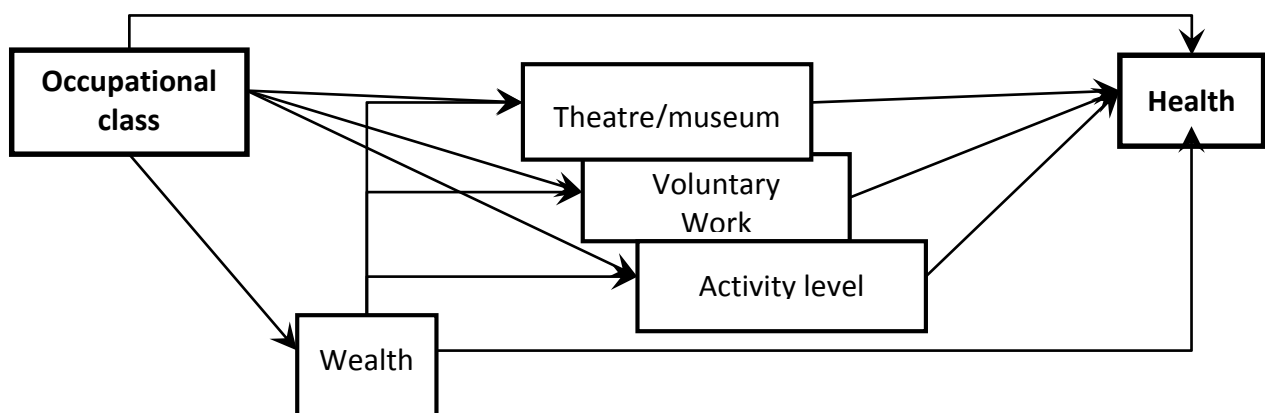 Occupational
class
Theatre/museum
Health
Voluntary
Work
Activity level
Wealth